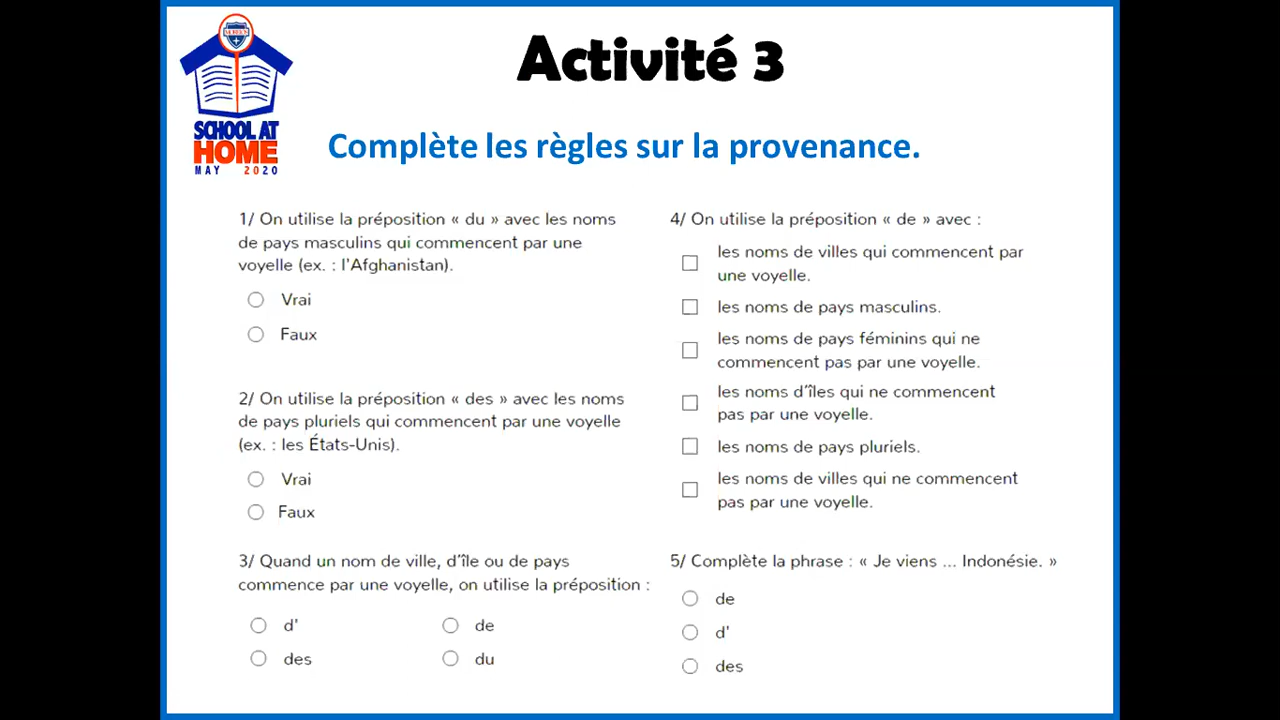 SCHOOL AT
HOME
MAY 2020
Activité 3
Complète les règles sur la provenance.
1/ On utilise la préposition « du » avec les noms
de pays masculins qui commencent par une
voyelle (ex. : l'Afghanistan).
Vrai
Faux
2/ On utilise la préposition « des » avec les noms
de pays pluriels qui commencent par une voyelle
(ex. : les États-Unis).
Vrai
Faux
3/ Quand un nom de ville, d'île ou de pays
commence par une voyelle, on utilise la préposition :
d' de
des du
4/ On utilise la préposition « de » avec :
les noms de villes qui commencent par
une voyelle.
les noms de pays masculins.
les noms de pays féminins qui ne
commencent pas par une voyelle.
les noms d'îles qui ne commencent
pas par une voyelle.
les noms de pays pluriels.
les noms de villes qui ne commencent
pas par une voyelle.
5/ Complète la phrase : « Je viens ... Indonésie. »
de
d'
des